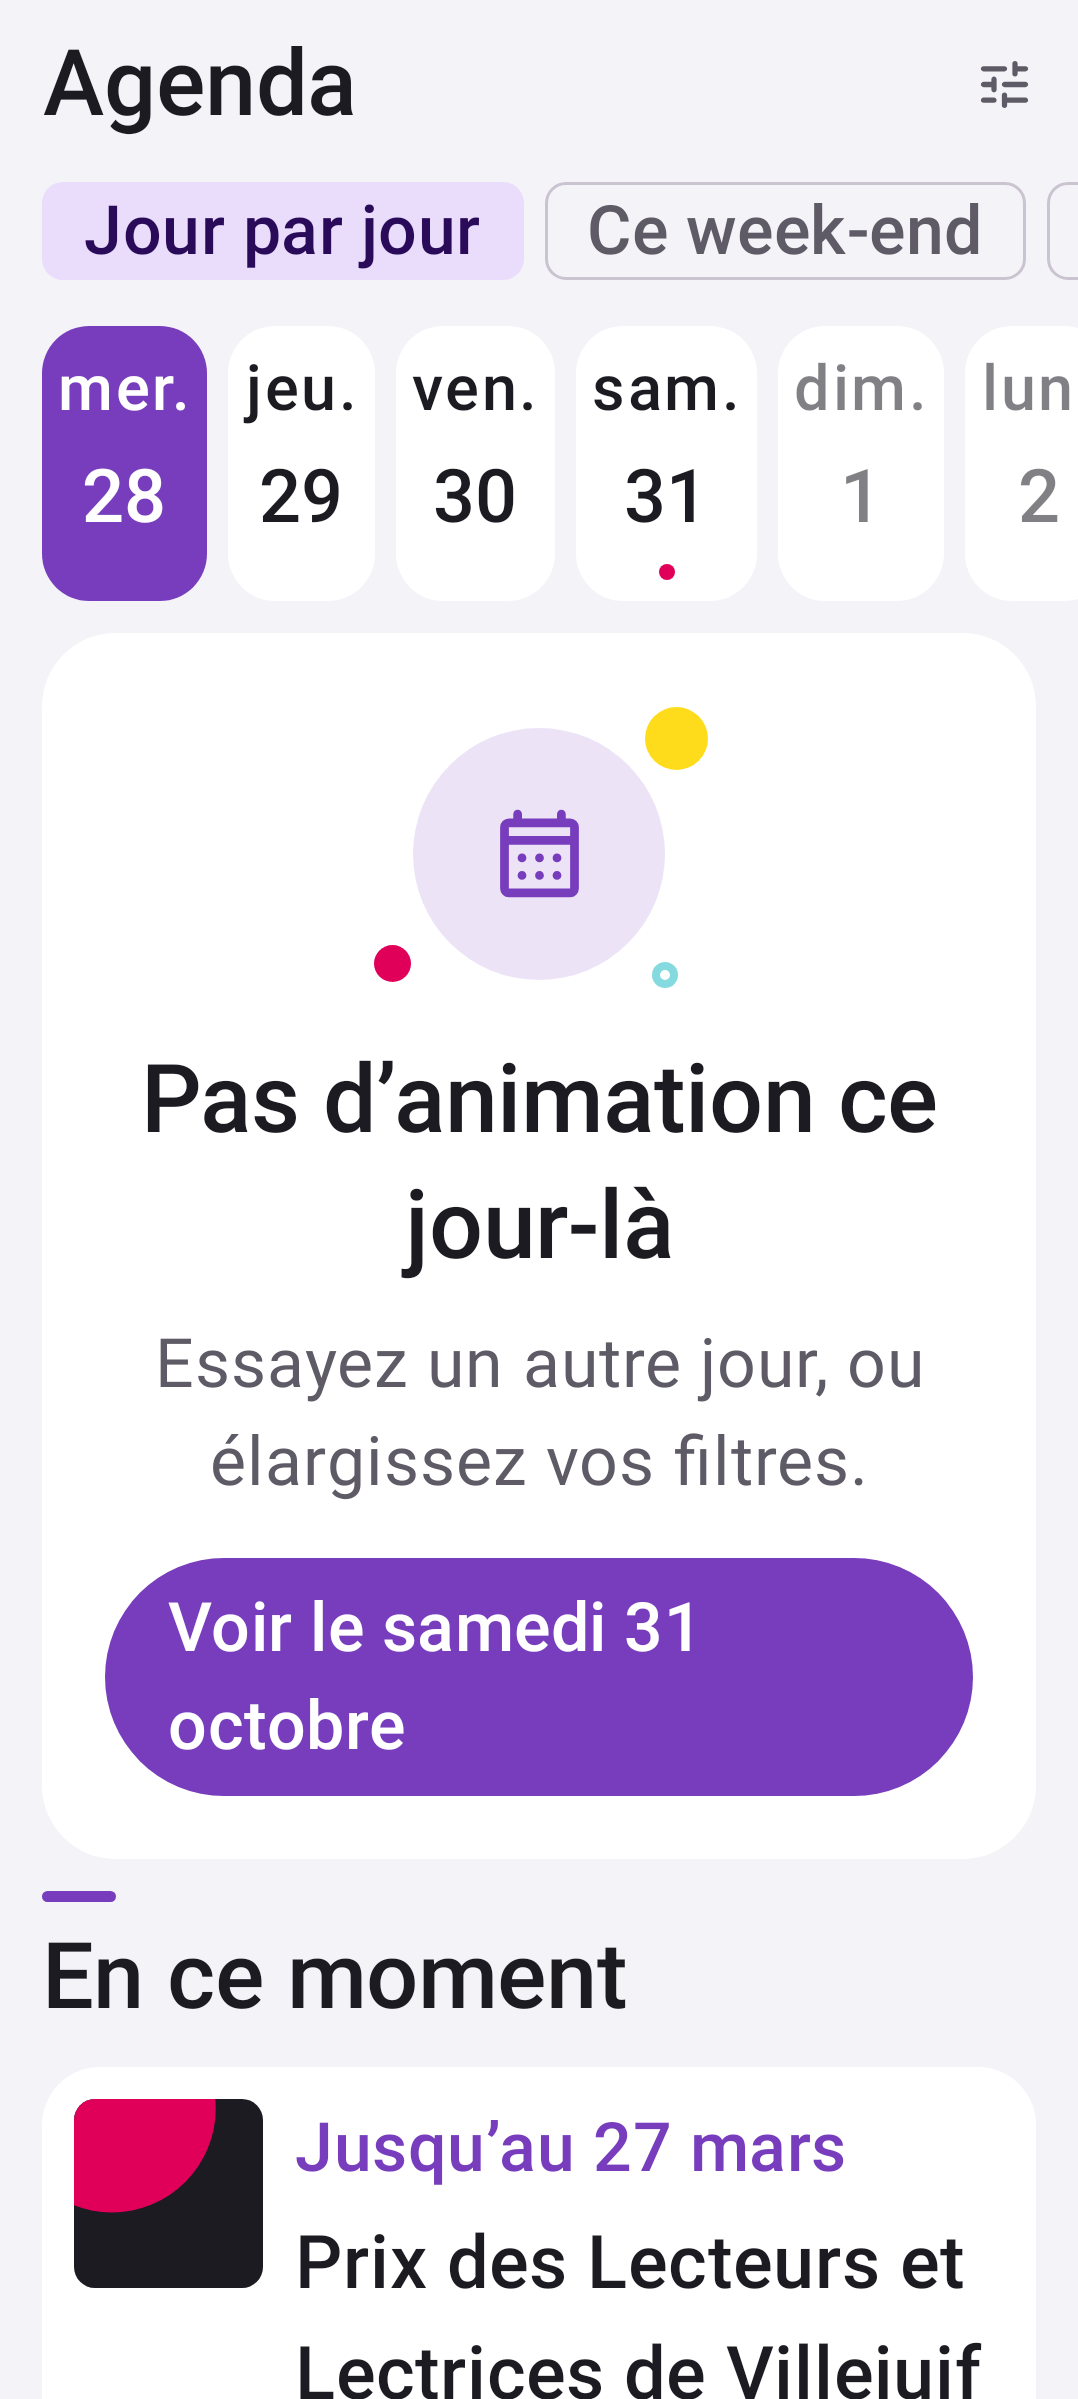 Agenda
Jour par jour
Ce week-end
mer. jeu. ven. sam. dim. lun
28 29 30 31 1 2
Pas d’animation ce
jour-là
Essayez un autre jour, ou
élargissez vos filtres.
Voir le samedi 31
octobre
En ce moment
Jusqu’au 27 mars
Prix des Lecteurs et
Lectrices de Villejuif